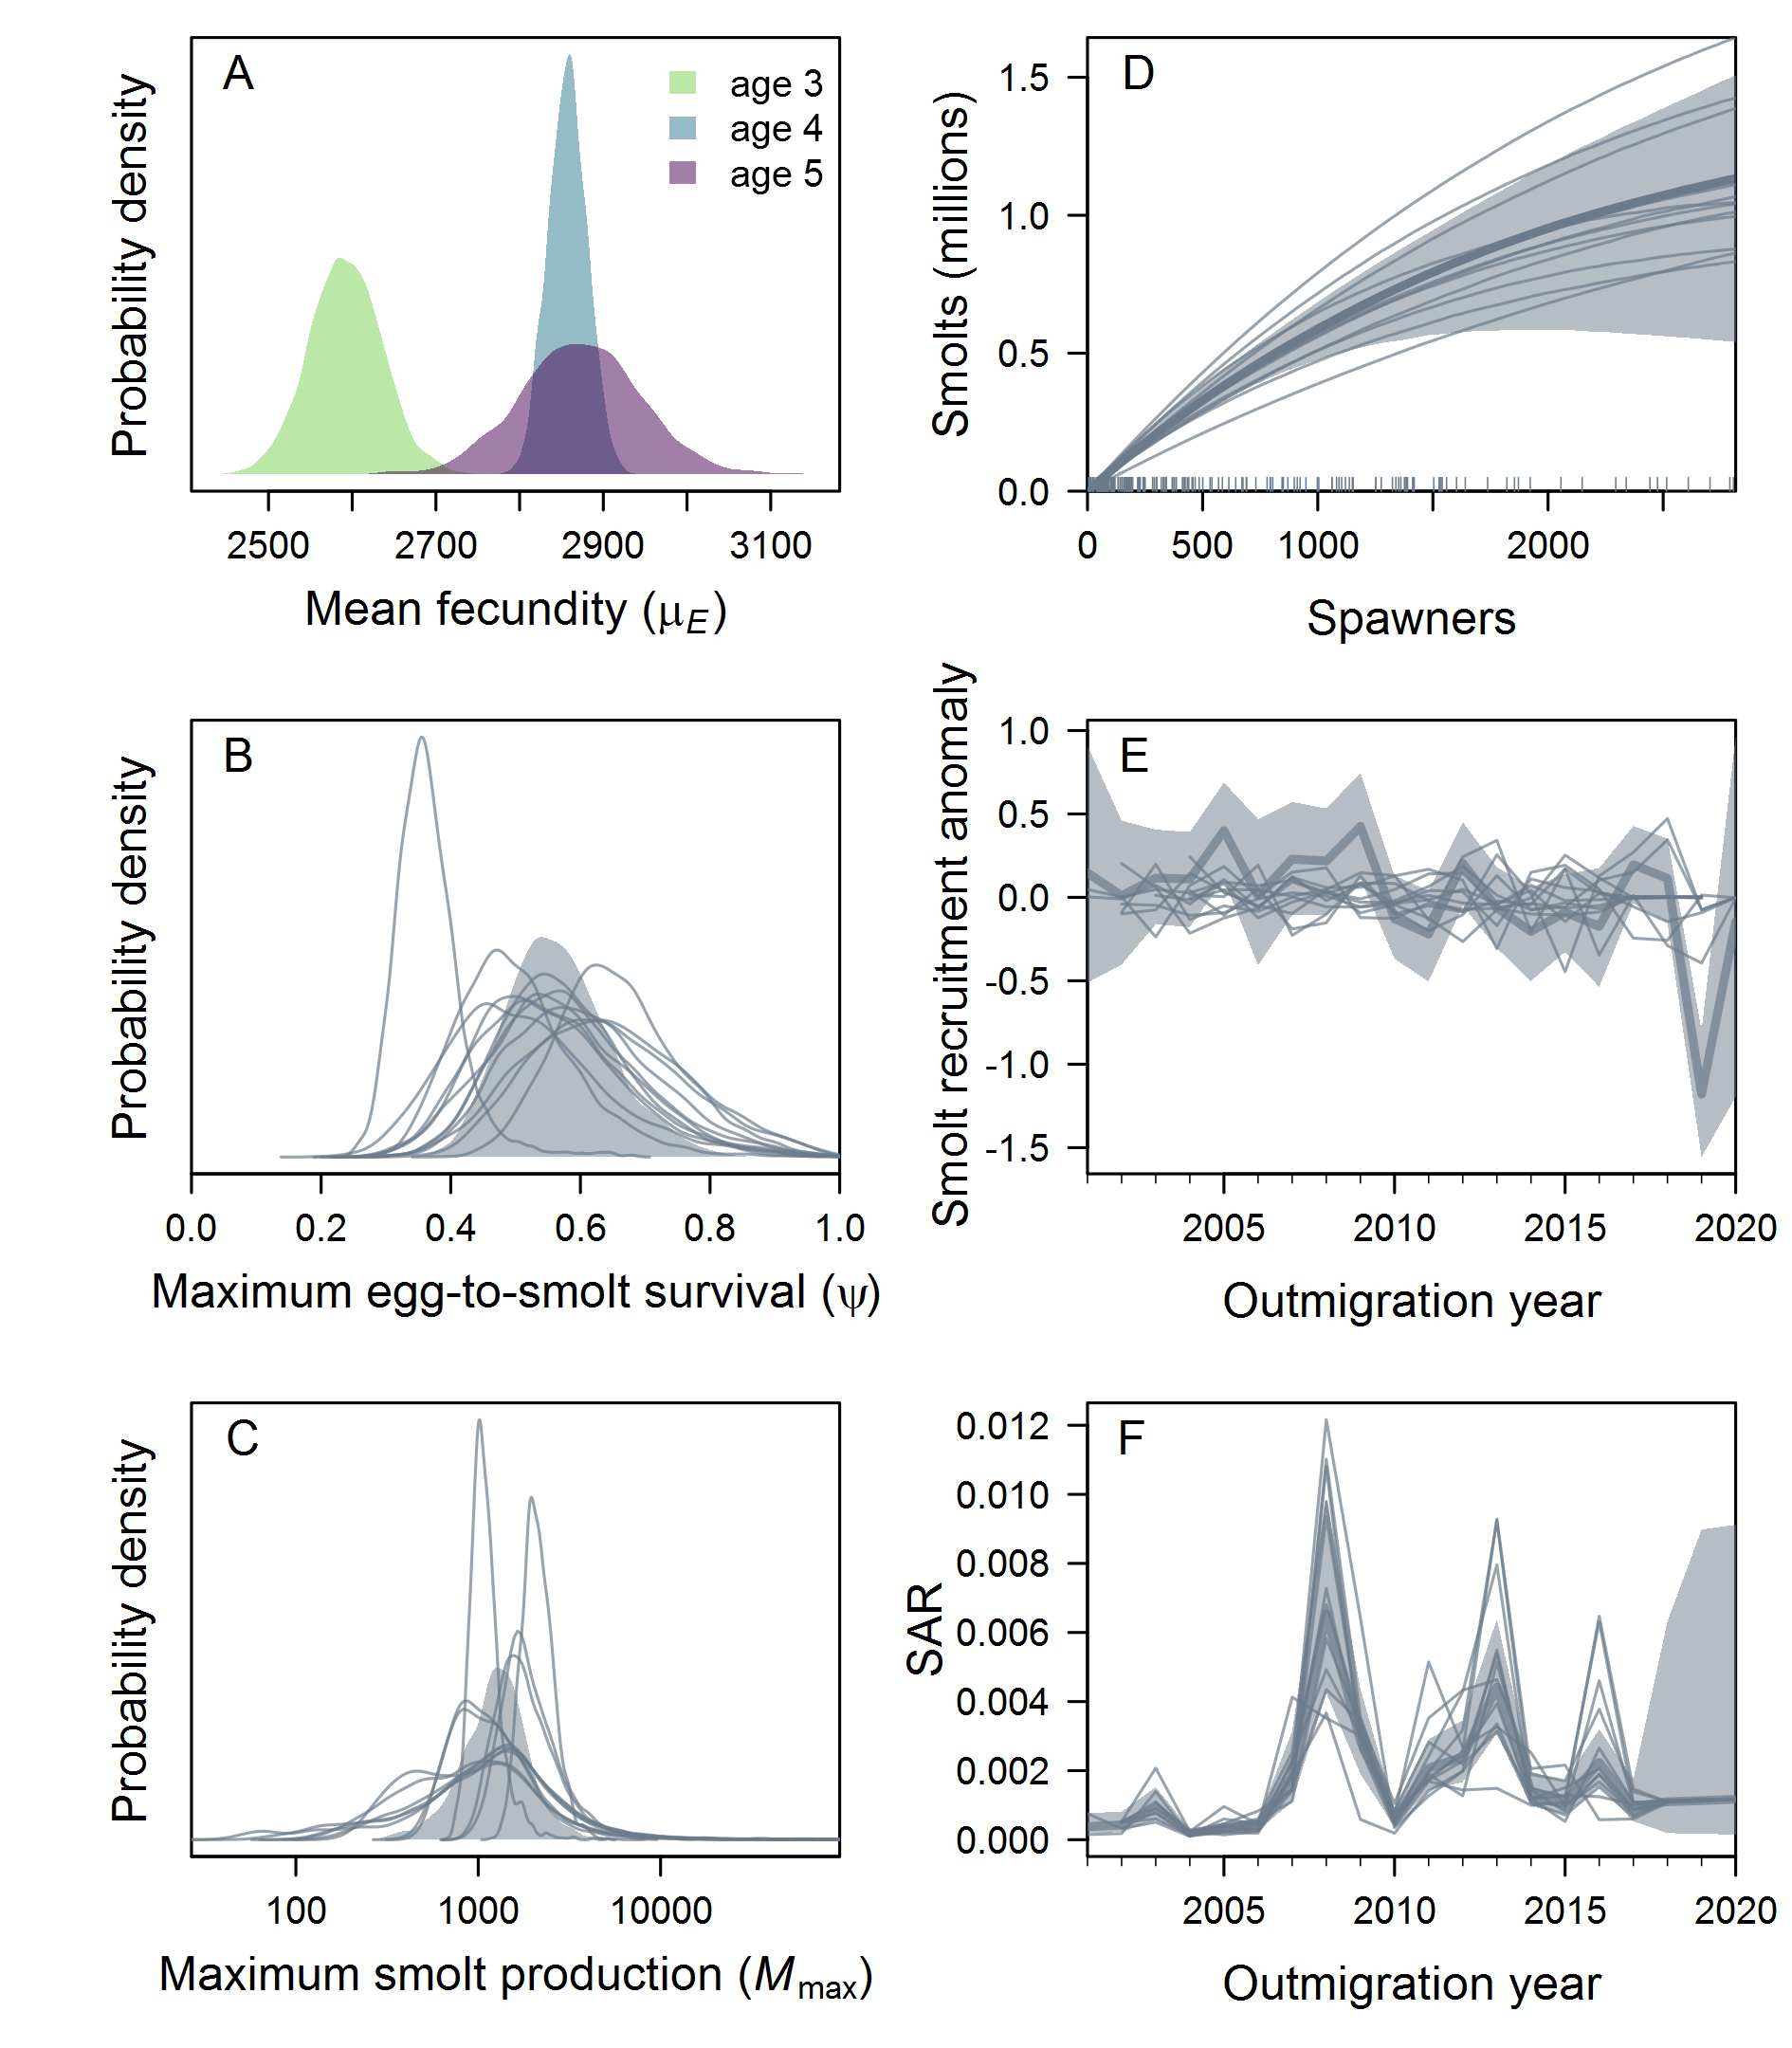 A
age 3
age 4
age 5
Probability density
2500 2700 2900 3100
Mean fecundity (μE)
D
Smolts (millions)
1.5
1.0
0.5
0.0
0 500 1000 2000
Spawners
B
Probability density
0.0 0.2 0.4 0.6 0.8 1.0
Maximum egg-to-smolt survival (ψ)
E
Smolt recruitment anomaly
1.0
0.5
0.0
-0.5
-1.0
-1.5
2005 2010 2015 2020
Outmigration year
C
Probability density
100 1000 10000
Maximum smolt production (Mmax)
F
SAR
0.012
0.010
0.008
0.006
0.004
0.002
0.000
2005 2010 2015 2020
Outmigration year